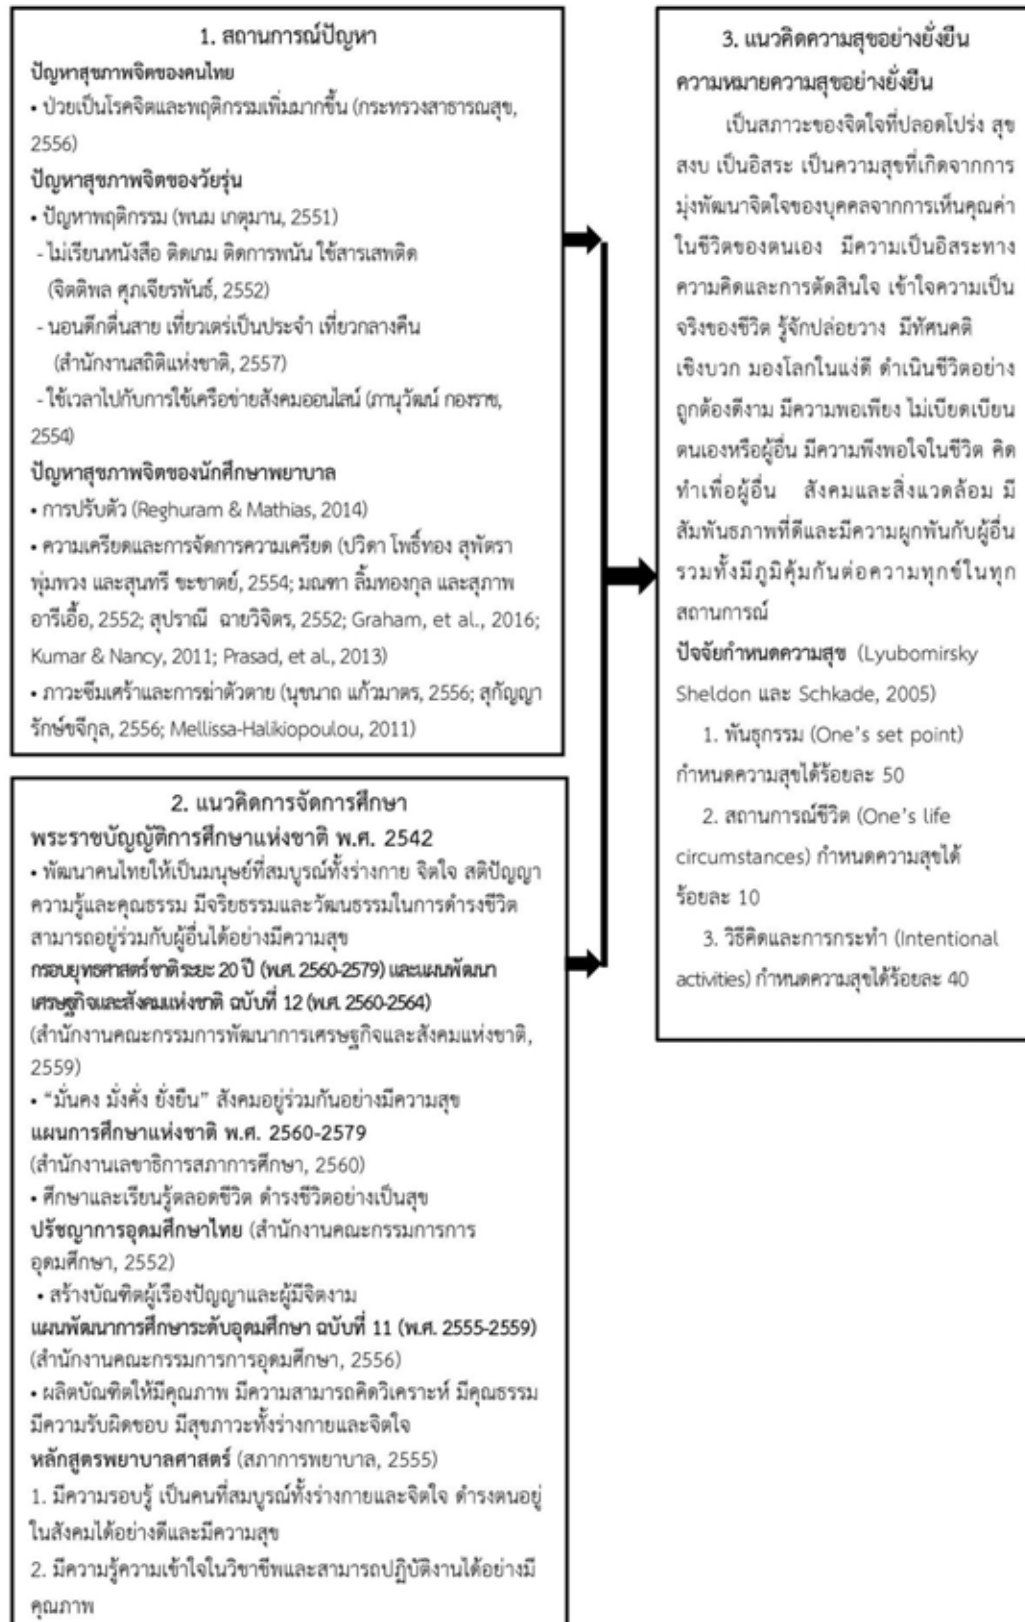 1. สถานการณ์ปัญหา
ปัญหาสุขภาพจิตของคนไทย
• ป่วยเป็นโรคจิตและพฤติกรรมเพิ่มมากขึ้น (กระทรวงสาธารณสุข,
2556)
ปัญหาสุขภาพจิตของวัยรุ่น
• ปัญหาพฤติกรรม (พนม เกตุมาน, 2551)
- ไม่เรียนหนังสือ ติดเกม ติดการพนัน ใช้สารเสพติด
(จิตติพล ศุภเจียรพันธ์, 2552)
- นอนดึกตื่นสาย เที่ยวเตร่เป็นประจำ เที่ยวกลางคืน
(สำนักงานสถิติแห่งชาติ, 2557)
- ใช้เวลาไปกับการใช้เครือข่ายสังคมออนไลน์ (ภานุวัฒน์ กองราช,
2554)
ปัญหาสุขภาพจิตของนักศึกษาพยาบาล
• การปรับตัว (Reghuram & Mathias, 2014)
• ความเครียดและการจัดการความเครียด (ปวิดา โพธิ์ทอง สุพัตรา
พุ่มพวง และสุนทรี ขะชาตย์, 2554; มณฑา ลิ้มทองกุล และสุภาพ
อารีเอื้อ, 2552; สุปราณี ฉายวิจิตร, 2552; Graham, et al., 2016;
Kumar & Nancy, 2011; Prasad, et al., 2013)
• ภาวะซึมเศร้าและการฆ่าตัวตาย (นุชนาถ แก้วมาตร, 2556; สุกัญญา
รักษ์ขจีกุล, 2556; Mellissa-Halikiopoulou, 2011)
2. แนวคิดการจัดการศึกษา
พระราชบัญญัติการศึกษาแห่งชาติ พ.ศ. 2542
• พัฒนาคนไทยให้เป็นมนุษย์ที่สมบูรณ์ทั้งร่างกาย จิตใจ สติปัญญา
ความรู้และคุณธรรม มีจริยธรรมและวัฒนธรรมในการดำรงชีวิต
สามารถอยู่ร่วมกับผู้อื่นได้อย่างมีความสุข
กรอบยุทธศาสตร์ชาติระยะ 20 ปี (พ.ศ. 2560-2579) และแผนพัฒนา
เศรษฐกิจและสังคมแห่งชาติ ฉบับที่ 12 (พ.ศ. 2560-2564)
(สำนักงานคณะกรรมการพัฒนาการเศรษฐกิจและสังคมแห่งชาติ,
2559)
• “มั่นคง มั่งคั่ง ยั่งยืน” สังคมอยู่ร่วมกันอย่างมีความสุข
แผนการศึกษาแห่งชาติ พ.ศ. 2560-2579
(สำนักงานเลขาธิการสภาการศึกษา, 2560)
• ศึกษาและเรียนรู้ตลอดชีวิต ดำรงชีวิตอย่างเป็นสุข
ปรัชญาการอุดมศึกษาไทย (สำนักงานคณะกรรมการการ
อุดมศึกษา, 2552)
• สร้างบัณฑิตผู้เรืองปัญญาและผู้มีจิตงาม
แผนพัฒนาการศึกษาระดับอุดมศึกษา ฉบับที่ 11 (พ.ศ. 2555-2559)
(สำนักงานคณะกรรมการการอุดมศึกษา, 2556)
• ผลิตบัณฑิตให้มีคุณภาพ มีความสามารถคิดวิเคราะห์ มีคุณธรรม
มีความรับผิดชอบ มีสุขภาวะทั้งร่างกายและจิตใจ
หลักสูตรพยาบาลศาสตร์ (สภาการพยาบาล, 2555)
1. มีความรอบรู้ เป็นคนที่สมบูรณ์ทั้งร่างกายและจิตใจ ดำรงตนอยู่
ในสังคมได้อย่างดีและมีความสุข
2. มีความรู้ความเข้าใจในวิชาชีพและสามารถปฏิบัติงานได้อย่างมี
คุณภาพ
3. แนวคิดความสุขอย่างยั่งยืน
ความหมายความสุขอย่างยั่งยืน
เป็นสภาวะของจิตใจที่ปลอดโปร่ง สุข
สงบ เป็นอิสระ เป็นความสุขที่เกิดจากการ
มุ่งพัฒนาจิตใจของบุคคลจากการเห็นคุณค่า
ในชีวิตของตนเอง มีความเป็นอิสระทาง
ความคิดและการตัดสินใจ เข้าใจความเป็น
จริงของชีวิต รู้จักปล่อยวาง มีทัศนคติ
เชิงบวก มองโลกในแง่ดี ดำเนินชีวิตอย่าง
ถูกต้องดีงาม มีความพอเพียง ไม่เบียดเบียน
ตนเองหรือผู้อื่น มีความพึงพอใจในชีวิต คิด
ทำเพื่อผู้อื่น สังคมและสิ่งแวดล้อม มี
สัมพันธภาพที่ดีและมีความผูกพันกับผู้อื่น
รวมทั้งมีภูมิคุ้มกันต่อความทุกข์ในทุก
สถานการณ์
ปัจจัยกำหนดความสุข (Lyubomirsky
Sheldon และ Schkade, 2005)
1. พันธุกรรม (One’s set point)
กำหนดความสุขได้ร้อยละ 50
2. สถานการณ์ชีวิต (One’s life
circumstances) กำหนดความสุขได้
ร้อยละ 10
3. วิธีคิดและการกระทำ (Intentional
activities) กำหนดความสุขได้ร้อยละ 40